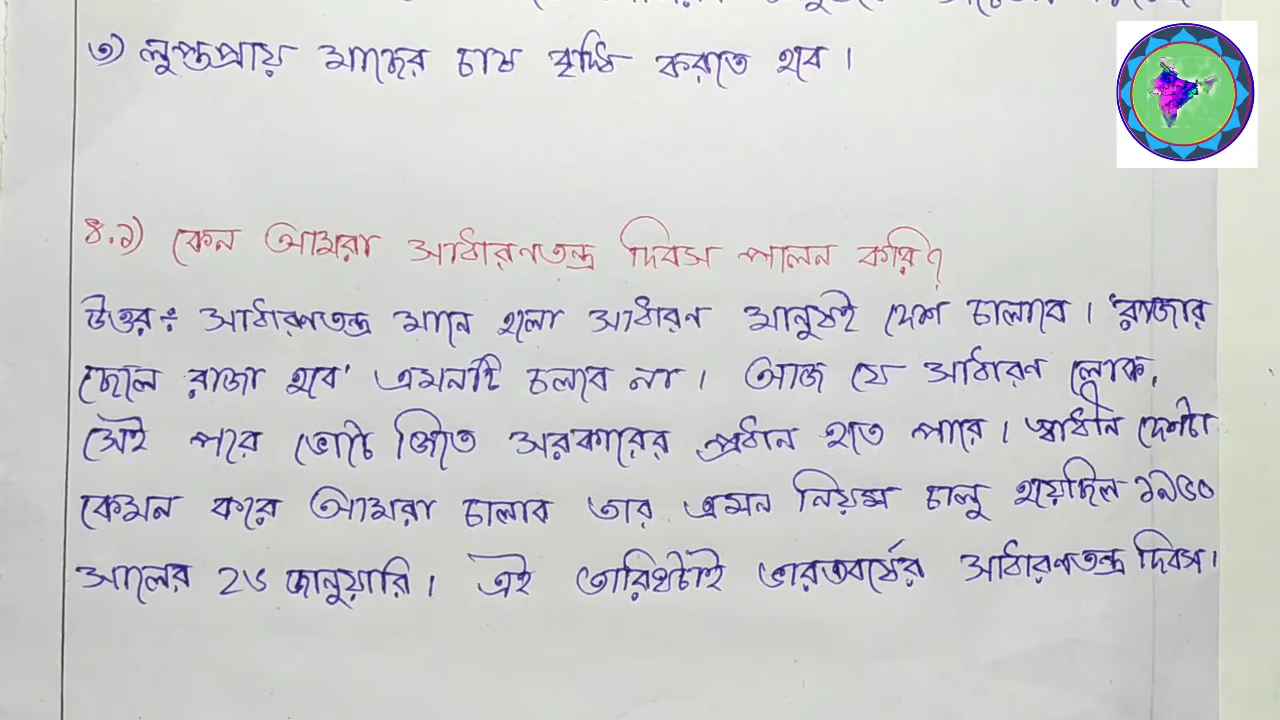 ৩) লুপ্তপ্রায় মাছের চাষ বৃদ্ধি করতে হবে ।
৪.১) কেন আমরা সাধারণতন্ত্র দিবস পালন করি?
উত্তর : সাধারণতন্ত্র মানে হলো সাধারণ মানুষই দেশ চালাবে । 'রাজার
ছেলে রাজা হবে' এমনটি চলবে না । আজ যে সাধারণ লোক,
সেই পরে ভোটে জিতে সরকারের প্রধান হতে পারে । স্বাধীন দেশটা
কেমন করে আমরা চালাব তার এমন নিয়ম চালু হয়েছিল ১৯৫০
সালের ২৬ জানুয়ারি । এই তারিখটাই ভারতবর্ষের সাধারণতন্ত্র দিবস ।